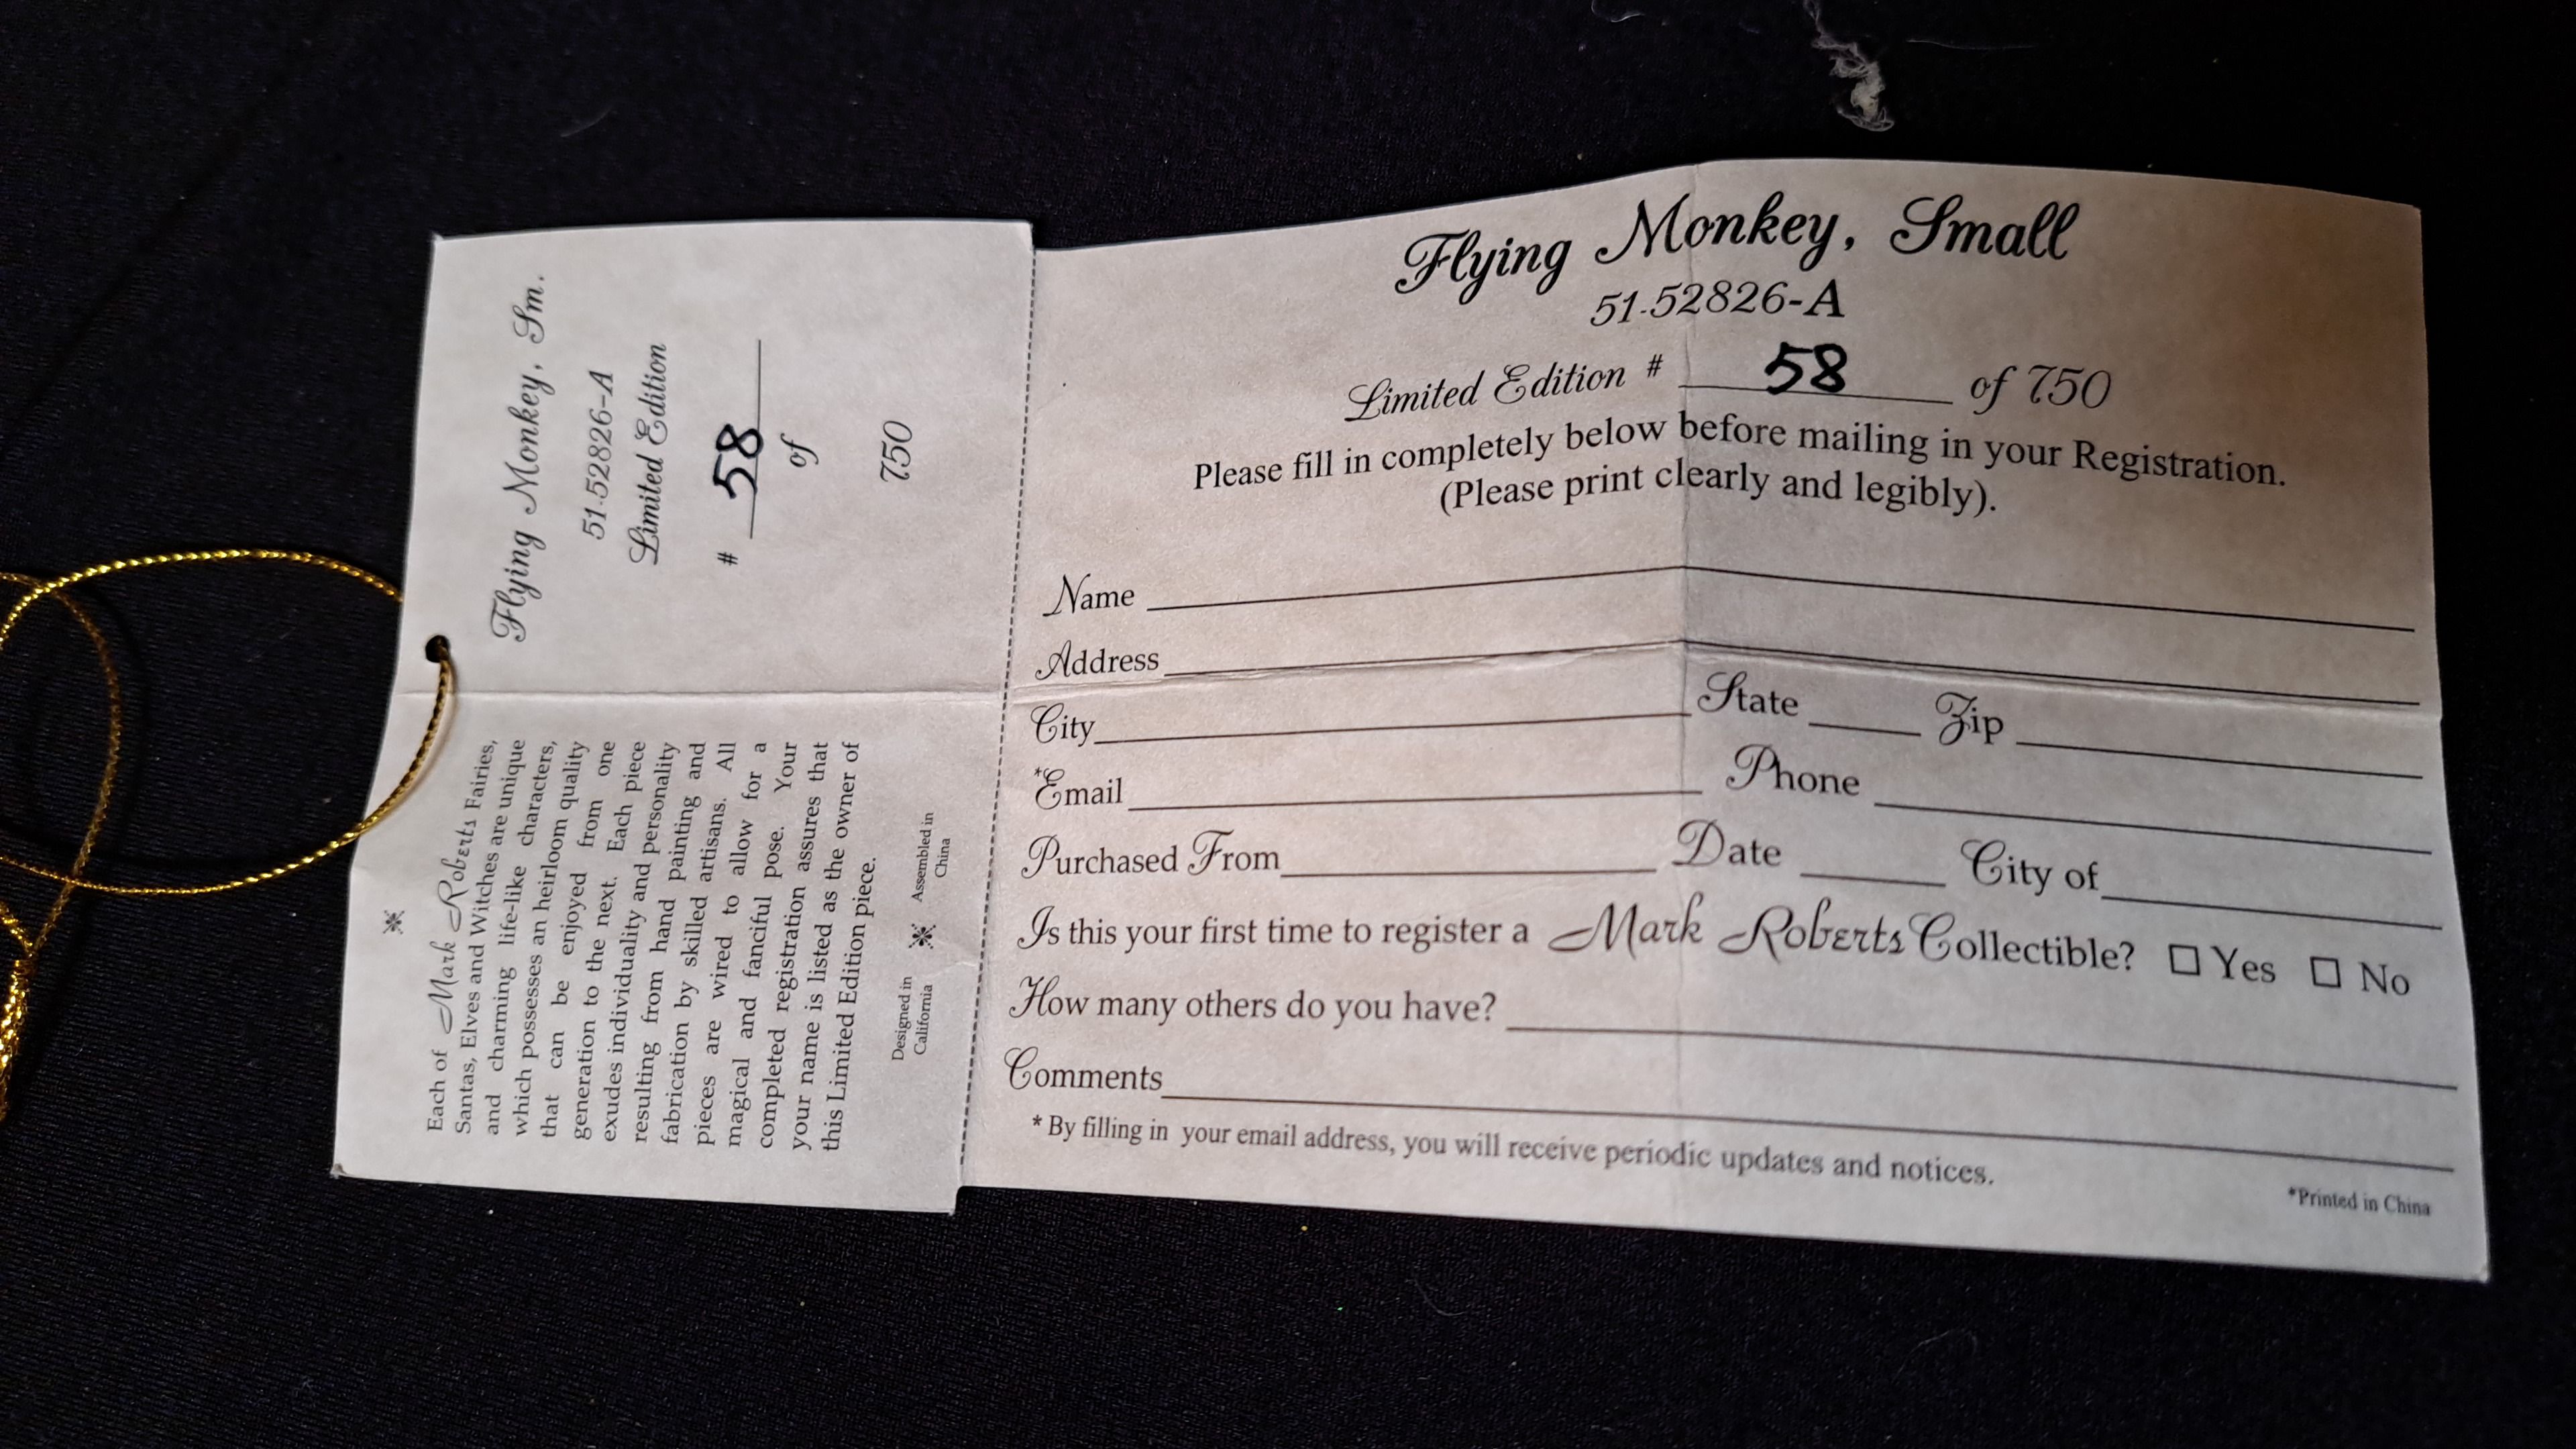 Flying Monkey, Sm.
51-52826-A
Limited Edition
# 58
of
750
Each of Mark Roberts Fairies,
Santas, Elves and Witches are unique
and charming life-like characters,
which possesses an heirloom quality
that can be enjoyed from one
generation to the next. Each piece
exudes individuality and personality
resulting from hand painting and
fabrication by skilled artisans. All
pieces are wired to allow for a
magical and fanciful pose. Your
completed registration assures that
your name is listed as the owner of
this Limited Edition piece.
Designed in California
Assembled in China
Flying Monkey, Small
51-52826-A
Limited Edition # 58 of 750
Please fill in completely below before mailing in your Registration.
(Please print clearly and legibly).
Name
Address
City State Zip
*Email Phone
Purchased From Date City of
Is this your first time to register a Mark Roberts Collectible? □ Yes □ No
How many others do you have?
Comments
* By filling in your email address, you will receive periodic updates and notices.
*Printed in China